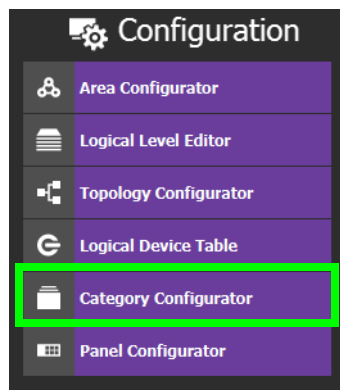 Configuration
Area Configurator
Logical Level Editor
Topology Configurator
Logical Device Table
Category Configurator
Panel Configurator